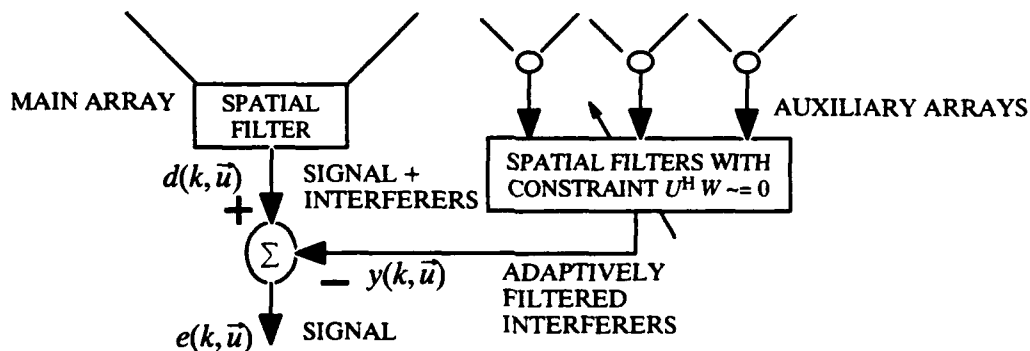 MAIN ARRAY
SPATIAL
FILTER
AUXILIARY ARRAYS
SPATIAL FILTERS WITH
CONSTRAINT U^H W ~= 0
d(k, u⃗)
SIGNAL +
INTERFERERS
+
Σ
−
y(k, u⃗)
ADAPTIVELY
FILTERED
INTERFERERS
e(k, u⃗)
SIGNAL